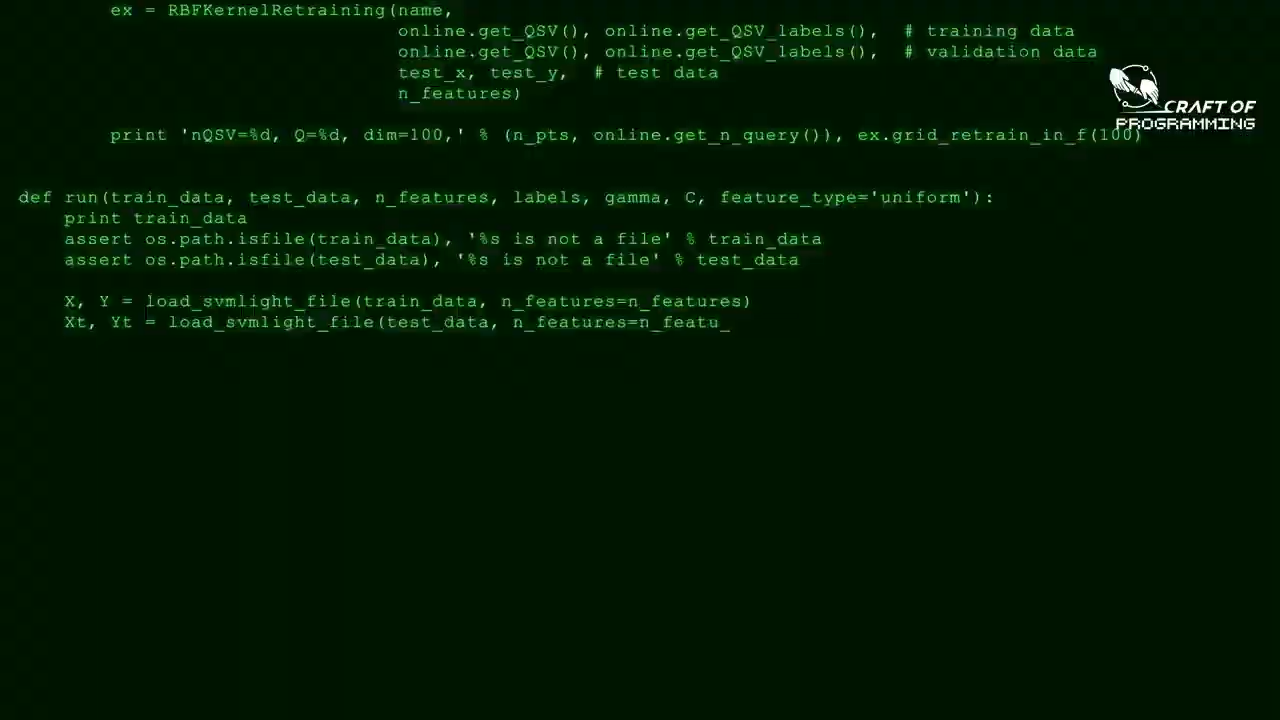 ex = RBFKernelRetraining(name,
online.get_QSV(), online.get_QSV_labels(),  # training data
online.get_QSV(), online.get_QSV_labels(),  # validation data
test_x, test_y,  # test data
n_features)
CRAFT OF
PROGRAMMING
print 'nQSV=%d, Q=%d, dim=100,' % (n_pts, online.get_n_query()), ex.grid_retrain_in_f(100)
def run(train_data, test_data, n_features, labels, gamma, C, feature_type='uniform'):
print train_data
assert os.path.isfile(train_data), '%s is not a file' % train_data
assert os.path.isfile(test_data), '%s is not a file' % test_data
X, Y = load_svmlight_file(train_data, n_features=n_features)
Xt, Yt = load_svmlight_file(test_data, n_features=n_featu_